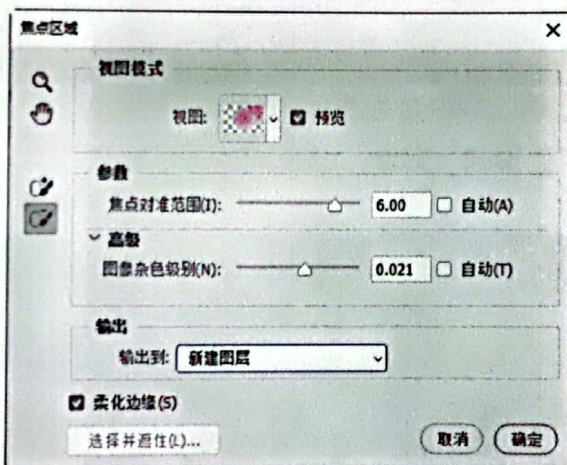 焦点区域
视图模式
视图: 预览
参数
焦点对准范围(I): 6.00 自动(A)
高级
图像杂色级别(N): 0.021 自动(T)
输出
输出到: 新建图层
柔化边缘(S)
选择并遮住(L)... 取消 确定